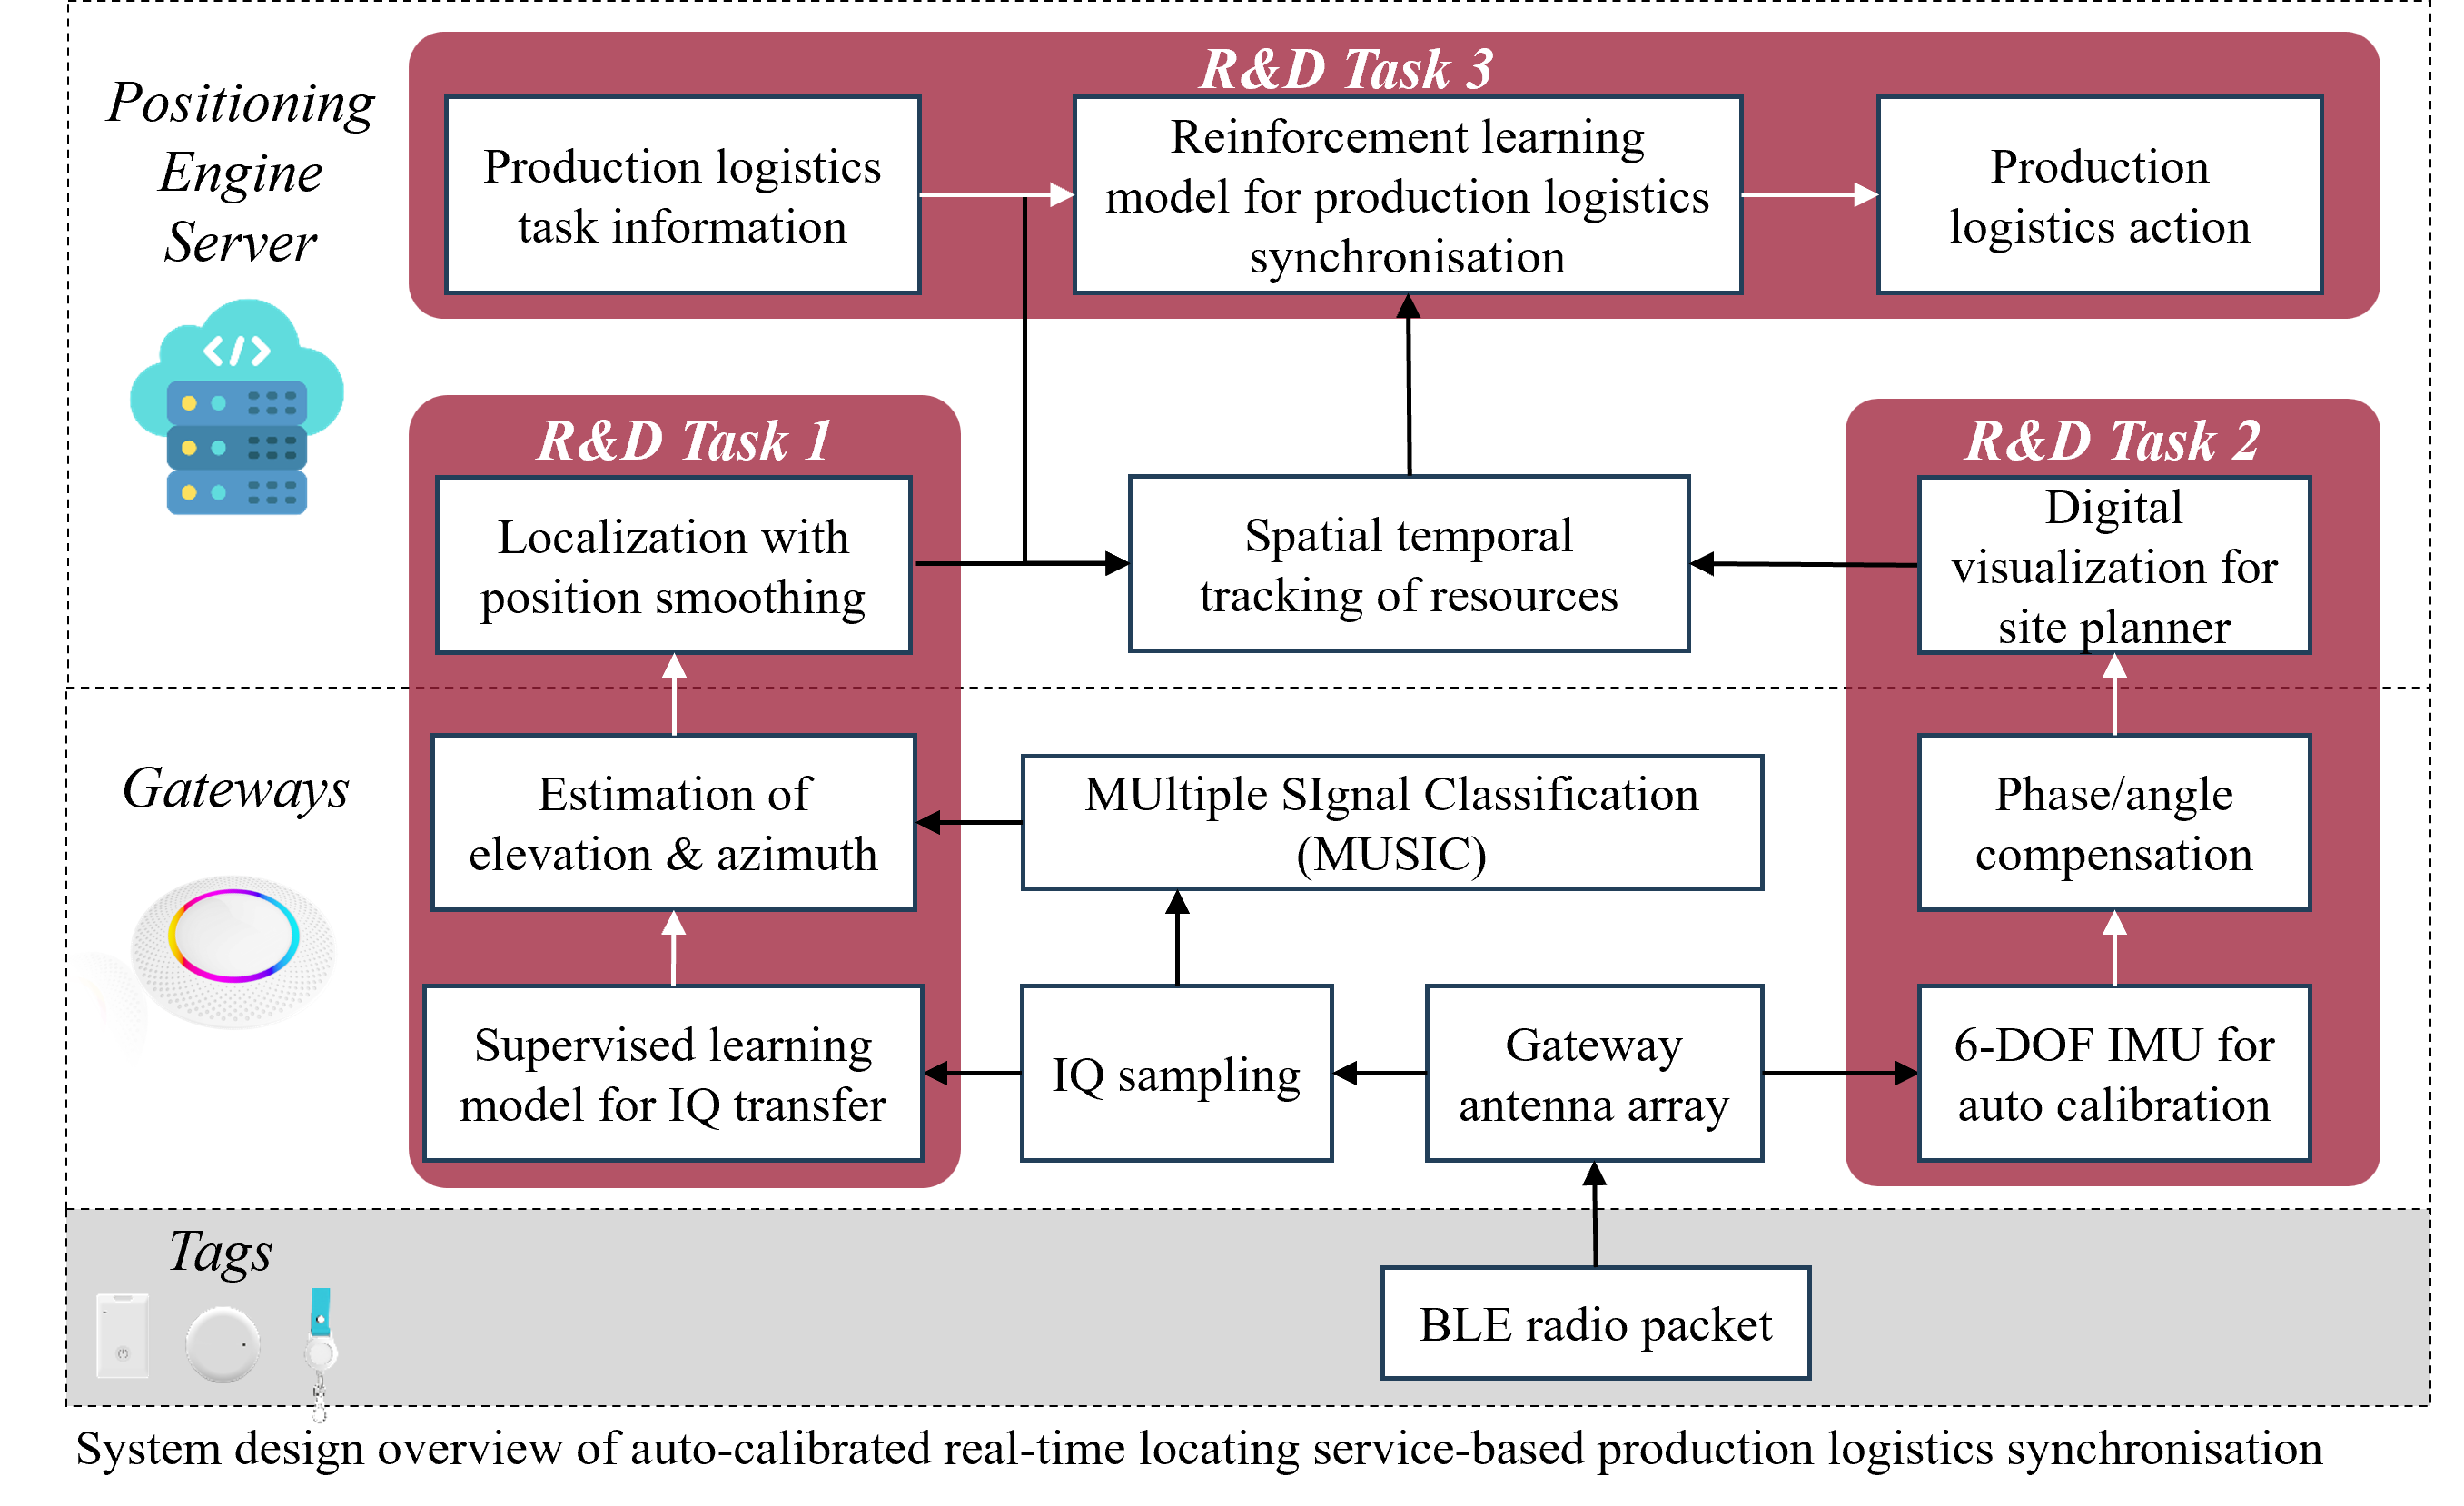 R&D Task 3
Positioning
Engine
Server
Production logistics
task information
Reinforcement learning
model for production logistics
synchronisation
Production
logistics action
</>
R&D Task 1
R&D Task 2
Localization with
position smoothing
Spatial temporal
tracking of resources
Digital
visualization for
site planner
Gateways
Estimation of
elevation & azimuth
MUltiple SIgnal Classification
(MUSIC)
Phase/angle
compensation
Supervised learning
model for IQ transfer
IQ sampling
Gateway
antenna array
6-DOF IMU for
auto calibration
Tags
BLE radio packet
System design overview of auto-calibrated real-time locating service-based production logistics synchronisation